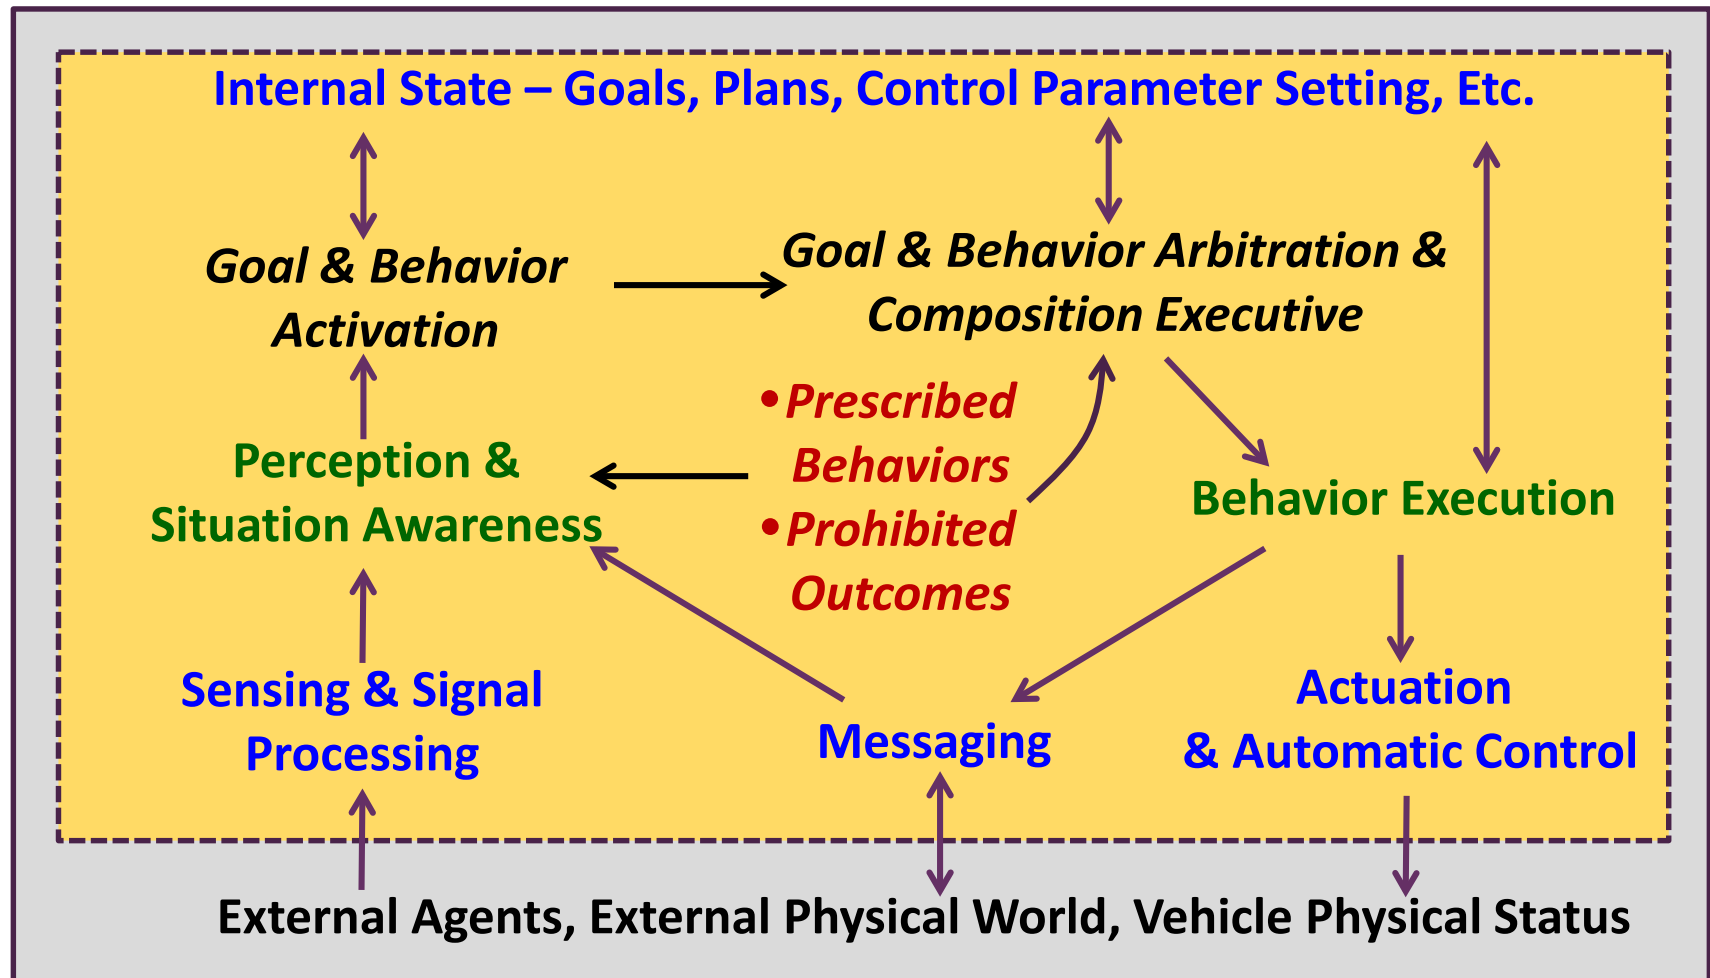 Internal State – Goals, Plans, Control Parameter Setting, Etc.
Goal & Behavior
Activation
Goal & Behavior Arbitration &
Composition Executive
•Prescribed
Behaviors
•Prohibited
Outcomes
Perception &
Situation Awareness
Behavior Execution
Sensing & Signal
Processing
Messaging
Actuation
& Automatic Control
External Agents, External Physical World, Vehicle Physical Status